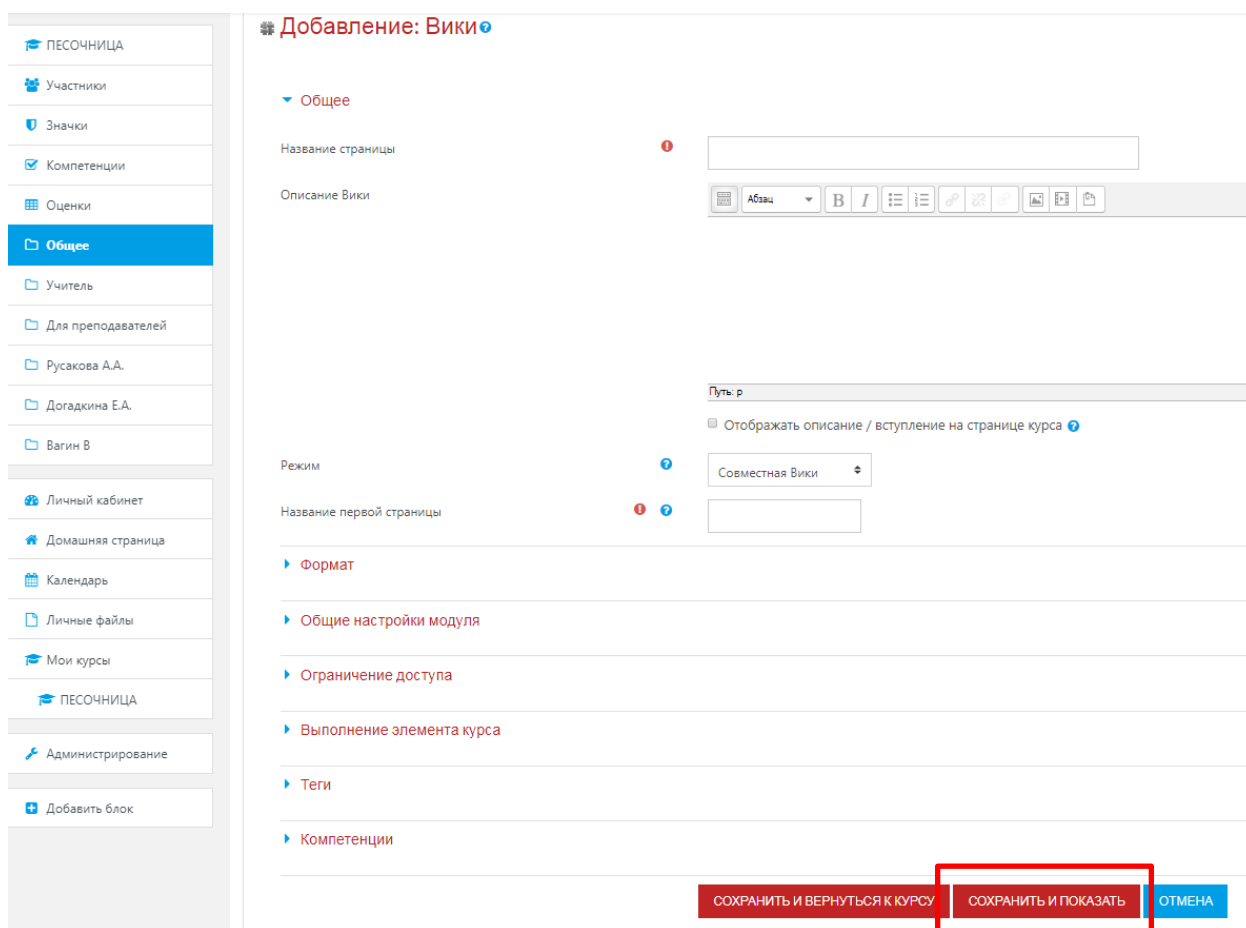 ПЕСОЧНИЦА
Участники
Значки
Компетенции
Оценки
Общее
Учитель
Для преподавателей
Русакова А.А.
Догадкина Е.А.
Вагин В
Личный кабинет
Домашняя страница
Календарь
Личные файлы
Мои курсы
ПЕСОЧНИЦА
Администрирование
Добавить блок
Добавление: Вики
Общее
Название страницы
Описание Вики
Абзац B I
Путь: p
Отображать описание / вступление на странице курса
Режим Совместная Вики
Название первой страницы
Формат
Общие настройки модуля
Ограничение доступа
Выполнение элемента курса
Теги
Компетенции
СОХРАНИТЬ И ВЕРНУТЬСЯ К КУРСУ СОХРАНИТЬ И ПОКАЗАТЬ ОТМЕНА